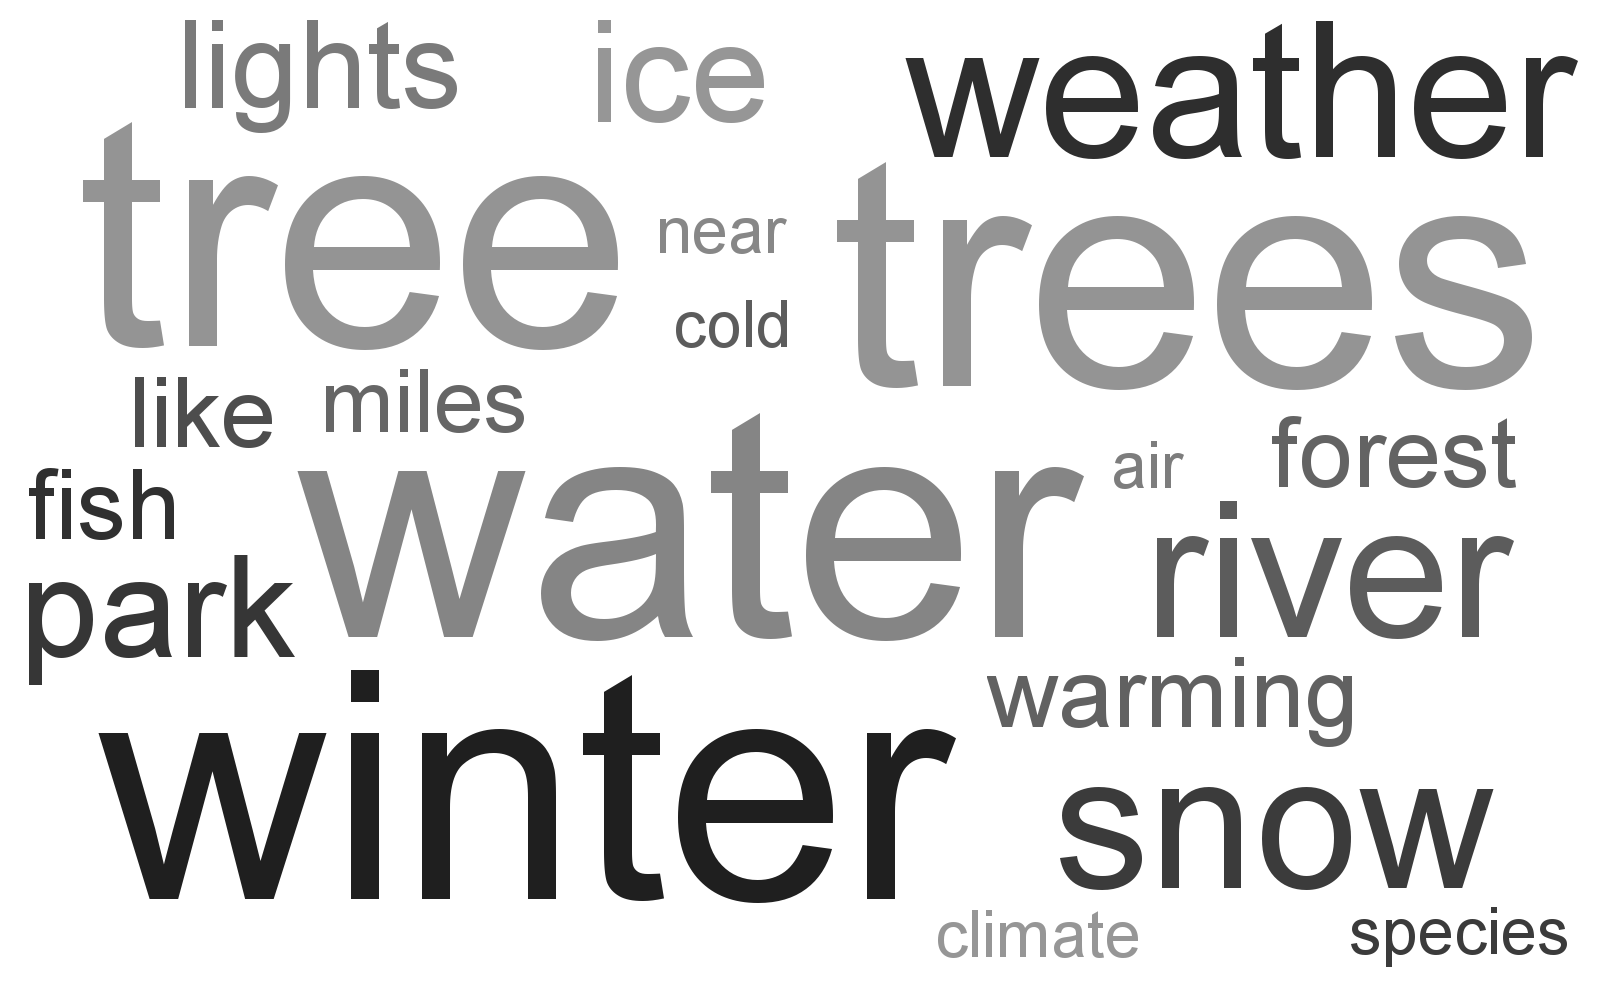 lights ice weather
tree near trees
cold
like miles
fish water air forest
park river
winter warming
snow
climate species